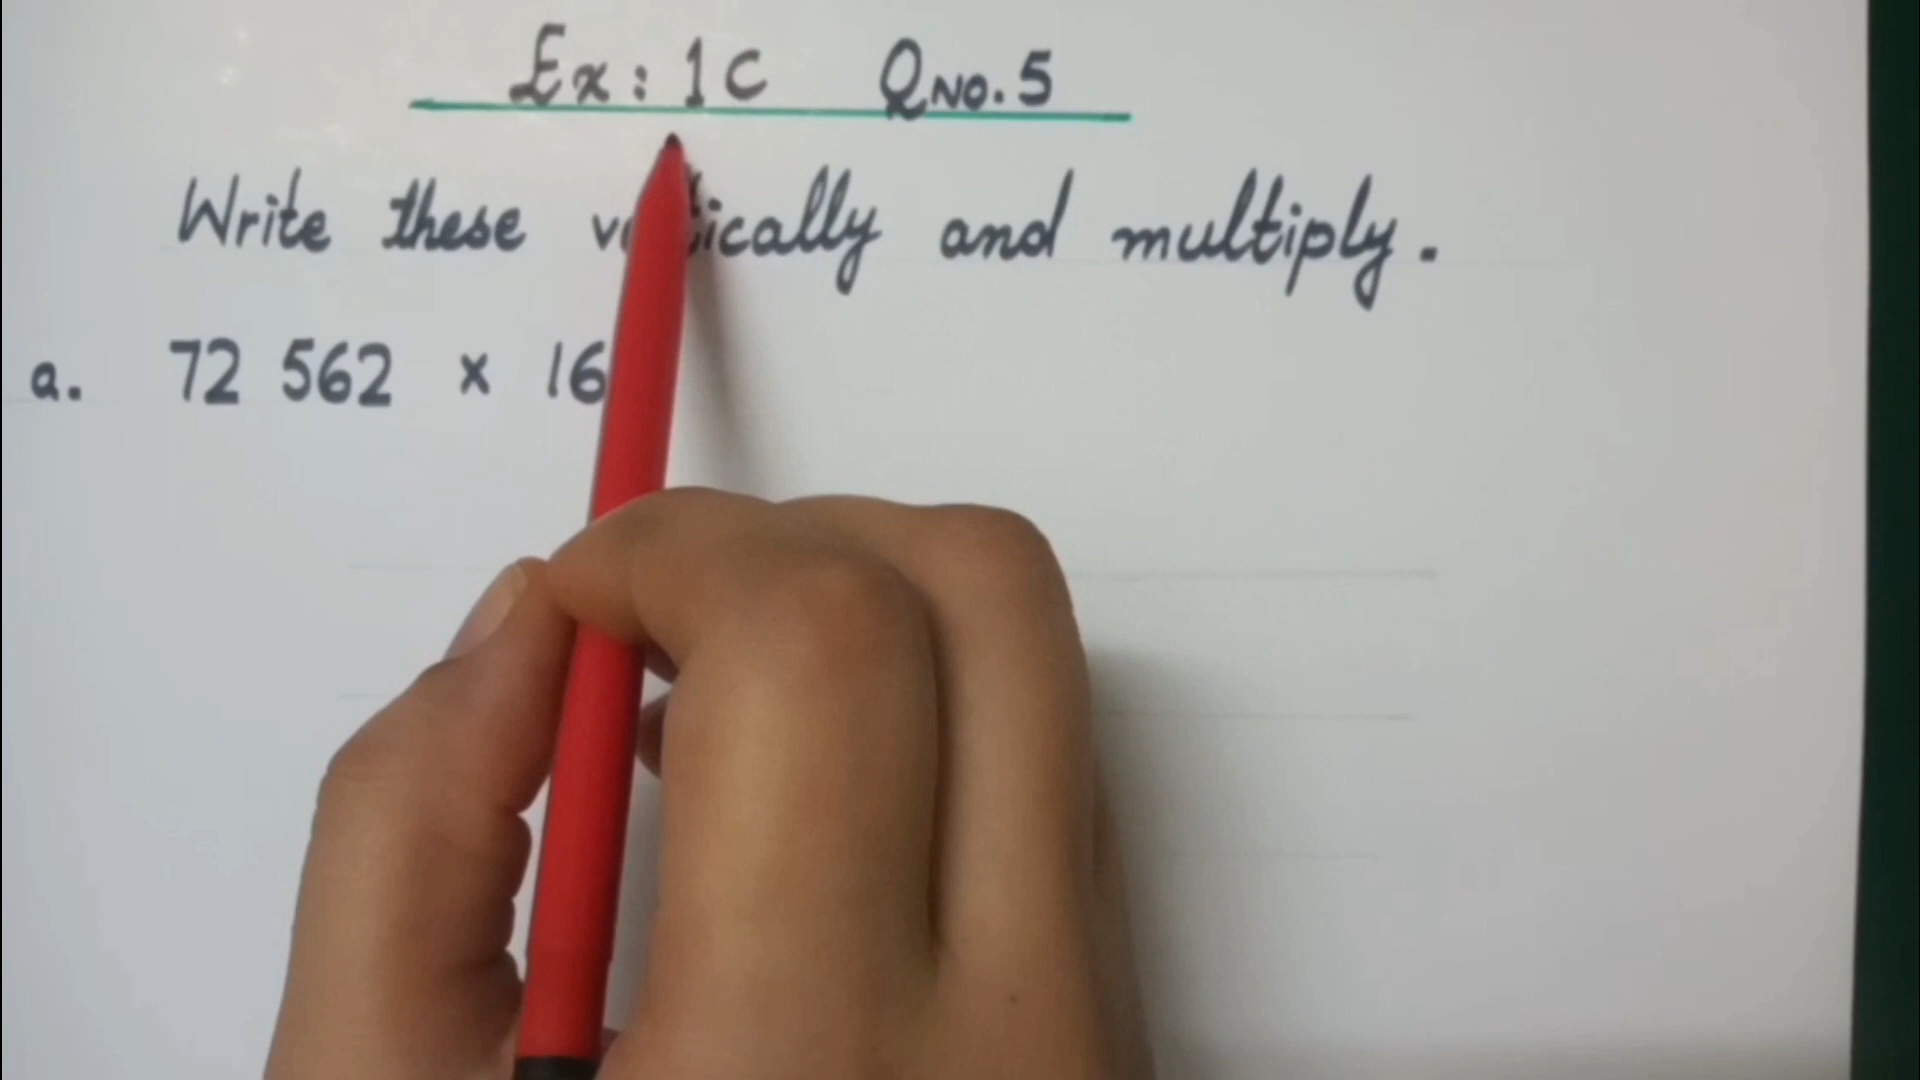 Ex: 1C QNO. 5
Write these and multiply.
a. 72 562 × 16